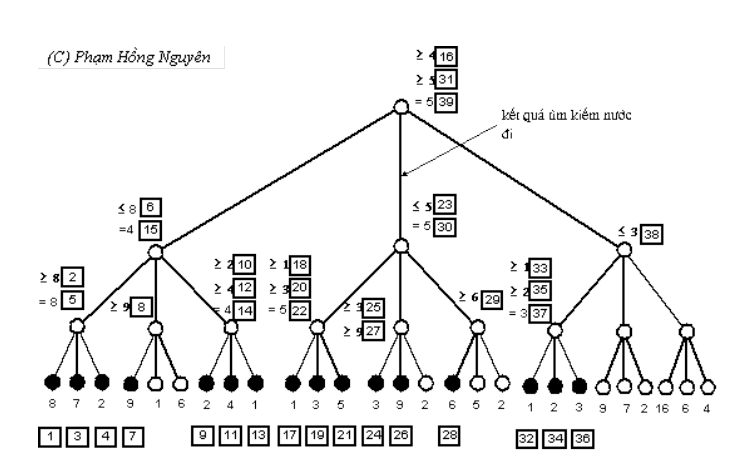 (C) Phạm Hồng Nguyên
≥ 4 16
≥ 5 31
= 5 39
kết quả tìm kiếm nước
đi
≤ 8 6
=4 15
≤ 5 23
= 5 30
≤ 3 38
≥ 8 2
= 8 5
≥ 9 8
≥ 2 10
≥ 4 12
= 4 14
≥ 1 18
≥ 3 20
= 5 22
≥ 3 25
≥ 9 27
≥ 6 29
≥ 1 33
≥ 2 35
= 3 37
8 7 2 9 1 6 2 4 1 1 3 5 3 9 2 6 5 2 1 2 3 9 7 2 16 6 4
1 3 4 7 9 11 13 17 19 21 24 26 28 32 34 36